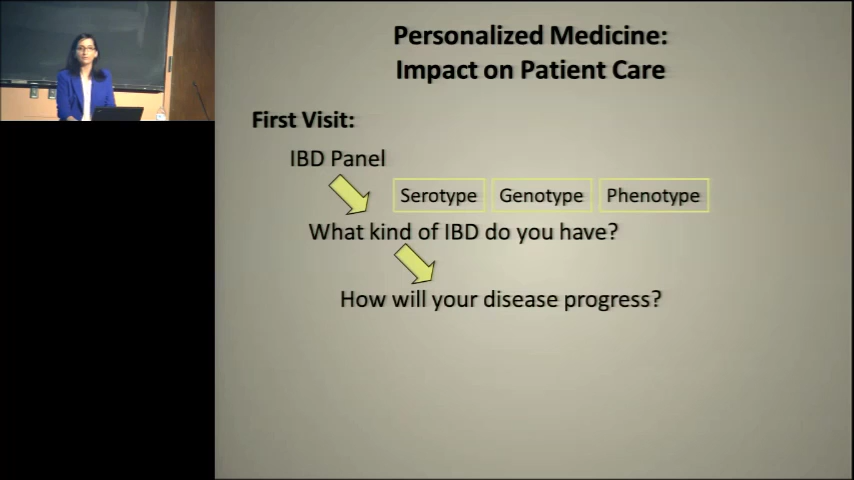 Personalized Medicine:
Impact on Patient Care
First Visit:
IBD Panel
Serotype Genotype Phenotype
What kind of IBD do you have?
How will your disease progress?